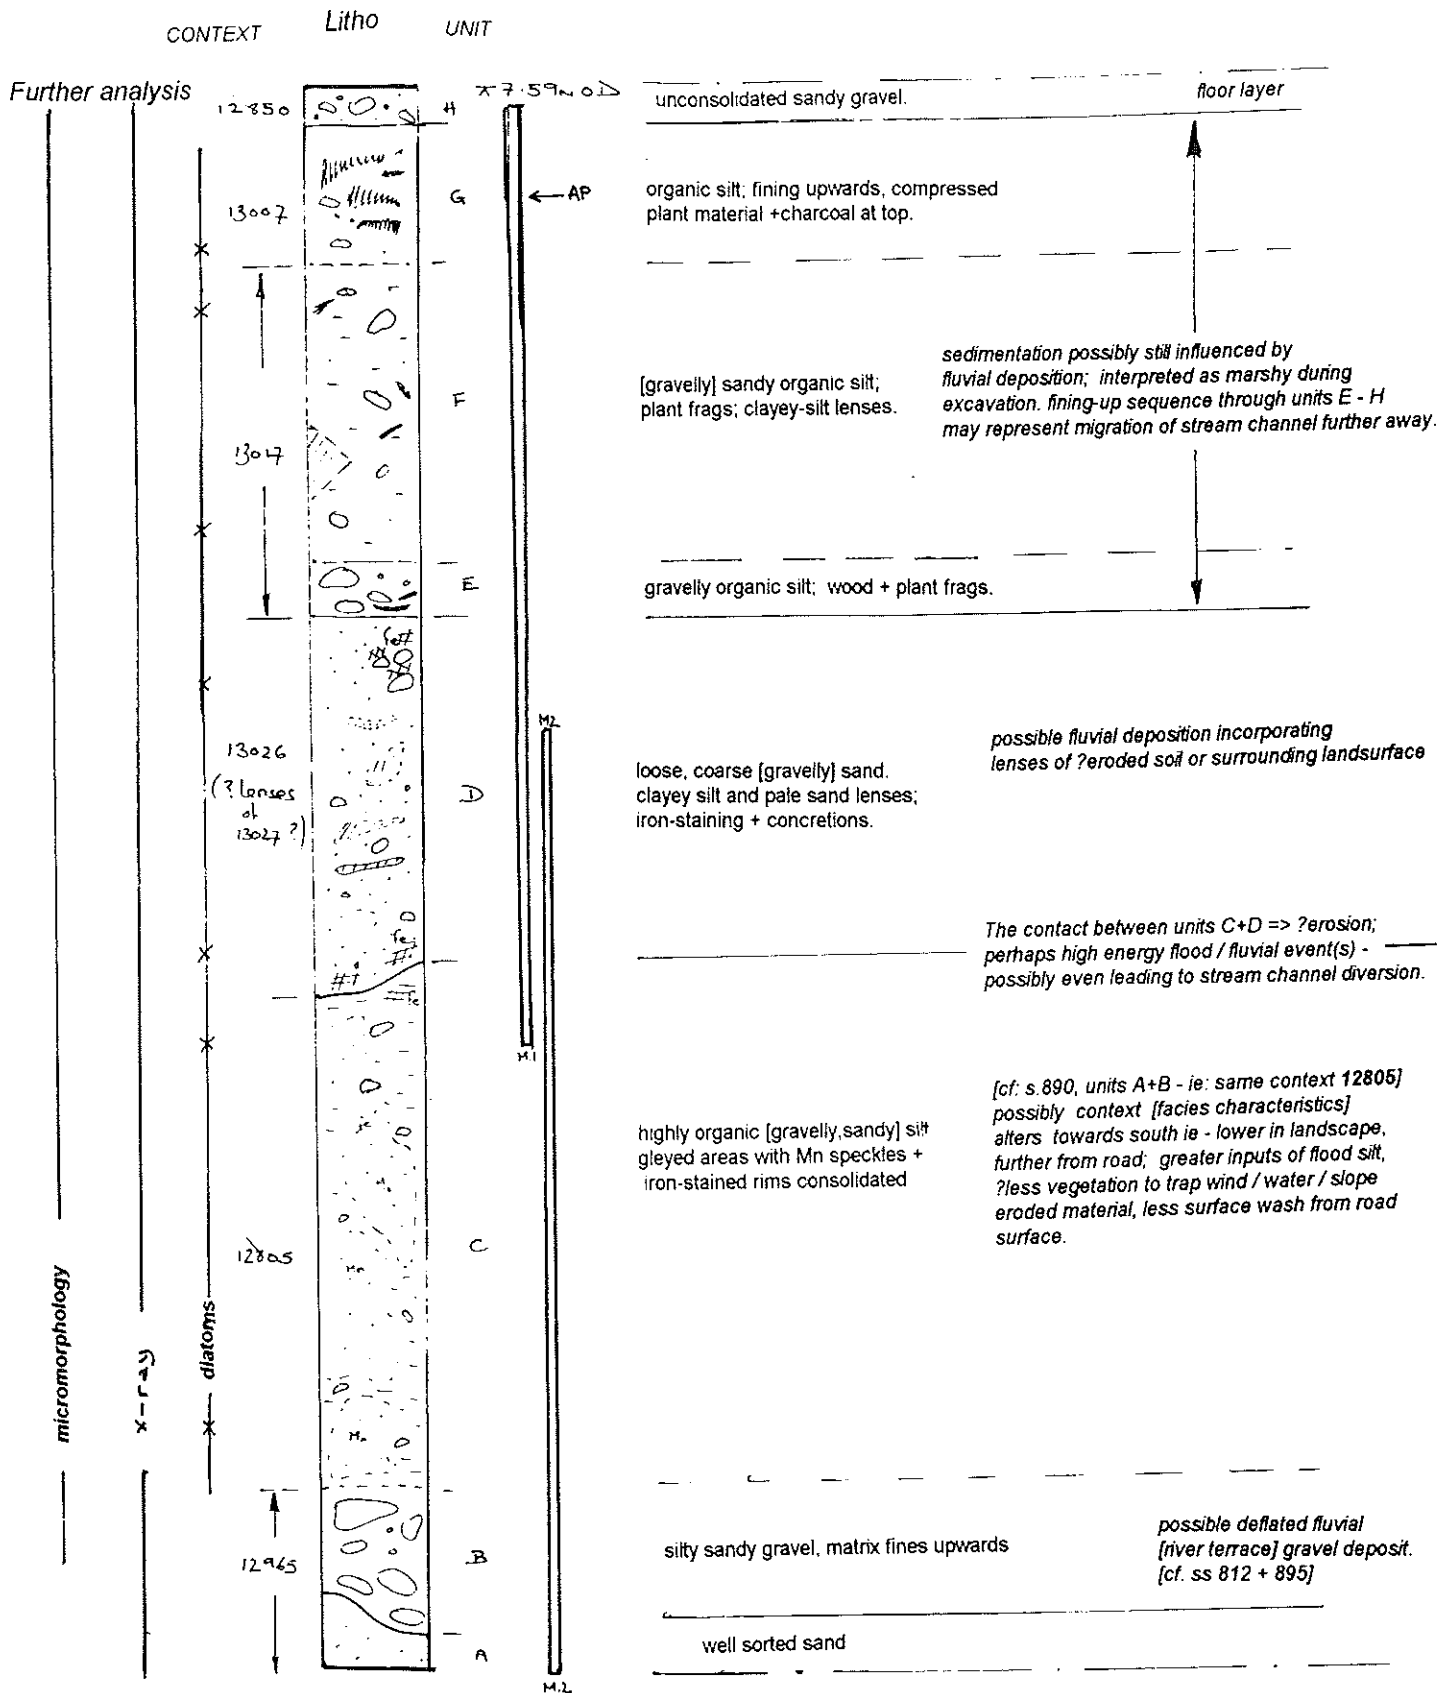 CONTEXT Litho UNIT
Further analysis
12850
H
⊼ 7.59m OD
unconsolidated sandy gravel.
floor layer
13007
G
← AP
organic silt; fining upwards, compressed
plant material +charcoal at top.
13017
F
[gravelly] sandy organic silt;
plant frags; clayey-silt lenses.
sedimentation possibly still influenced by
fluvial deposition; interpreted as marshy during
excavation. fining-up sequence through units E - H
may represent migration of stream channel further away.
E
gravelly organic silt; wood + plant frags.
Fe
M2
13026
(? lenses
of
13027 ?)
D
loose, coarse [gravelly] sand.
clayey silt and pale sand lenses;
iron-staining + concretions.
possible fluvial deposition incorporating
lenses of ?eroded soil or surrounding landsurface
Fe
Fe
The contact between units C+D => ?erosion;
perhaps high energy flood / fluvial event(s) -
possibly even leading to stream channel diversion.
M.1
12805
C
Mn
Mn
Mn
Mn
highly organic [gravelly,sandy] silt
gleyed areas with Mn speckles +
iron-stained rims consolidated
[cf: s.890, units A+B - ie: same context 12805]
possibly context [facies characteristics]
alters towards south ie - lower in landscape,
further from road; greater inputs of flood silt,
?less vegetation to trap wind / water / slope
eroded material, less surface wash from road
surface.
micromorphology
x-ray
diatoms
12965
B
silty sandy gravel, matrix fines upwards
possible deflated fluvial
[river terrace] gravel deposit.
[cf. ss 812 + 895]
A
well sorted sand
M.2